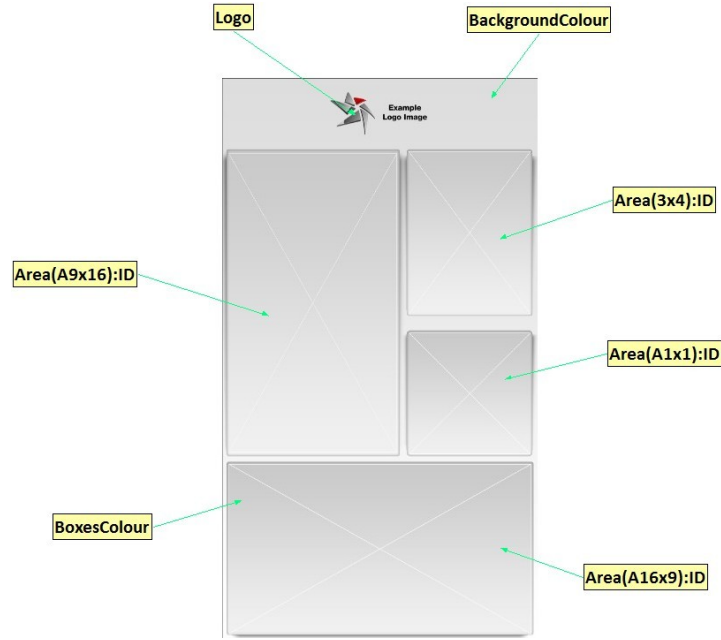 Logo
BackgroundColour
Example
Logo Image
Area(3x4):ID
Area(A9x16):ID
Area(A1x1):ID
BoxesColour
Area(A16x9):ID